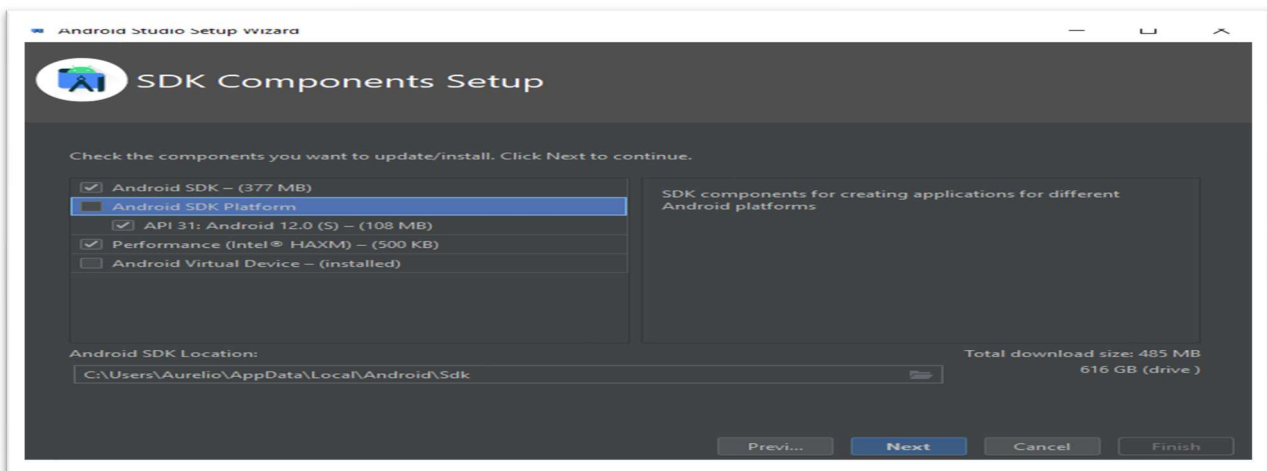 Android Studio Setup Wizard
SDK Components Setup
Check the components you want to update/install. Click Next to continue.
Android SDK – (377 MB)
Android SDK Platform
API 31: Android 12.0 (S) – (108 MB)
Performance (Intel® HAXM) – (500 KB)
Android Virtual Device – (installed)
SDK components for creating applications for different
Android platforms
Android SDK Location:
C:\Users\Aurelio\AppData\Local\Android\Sdk
Total download size: 485 MB
616 GB (drive )
Previ...
Next
Cancel
Finish